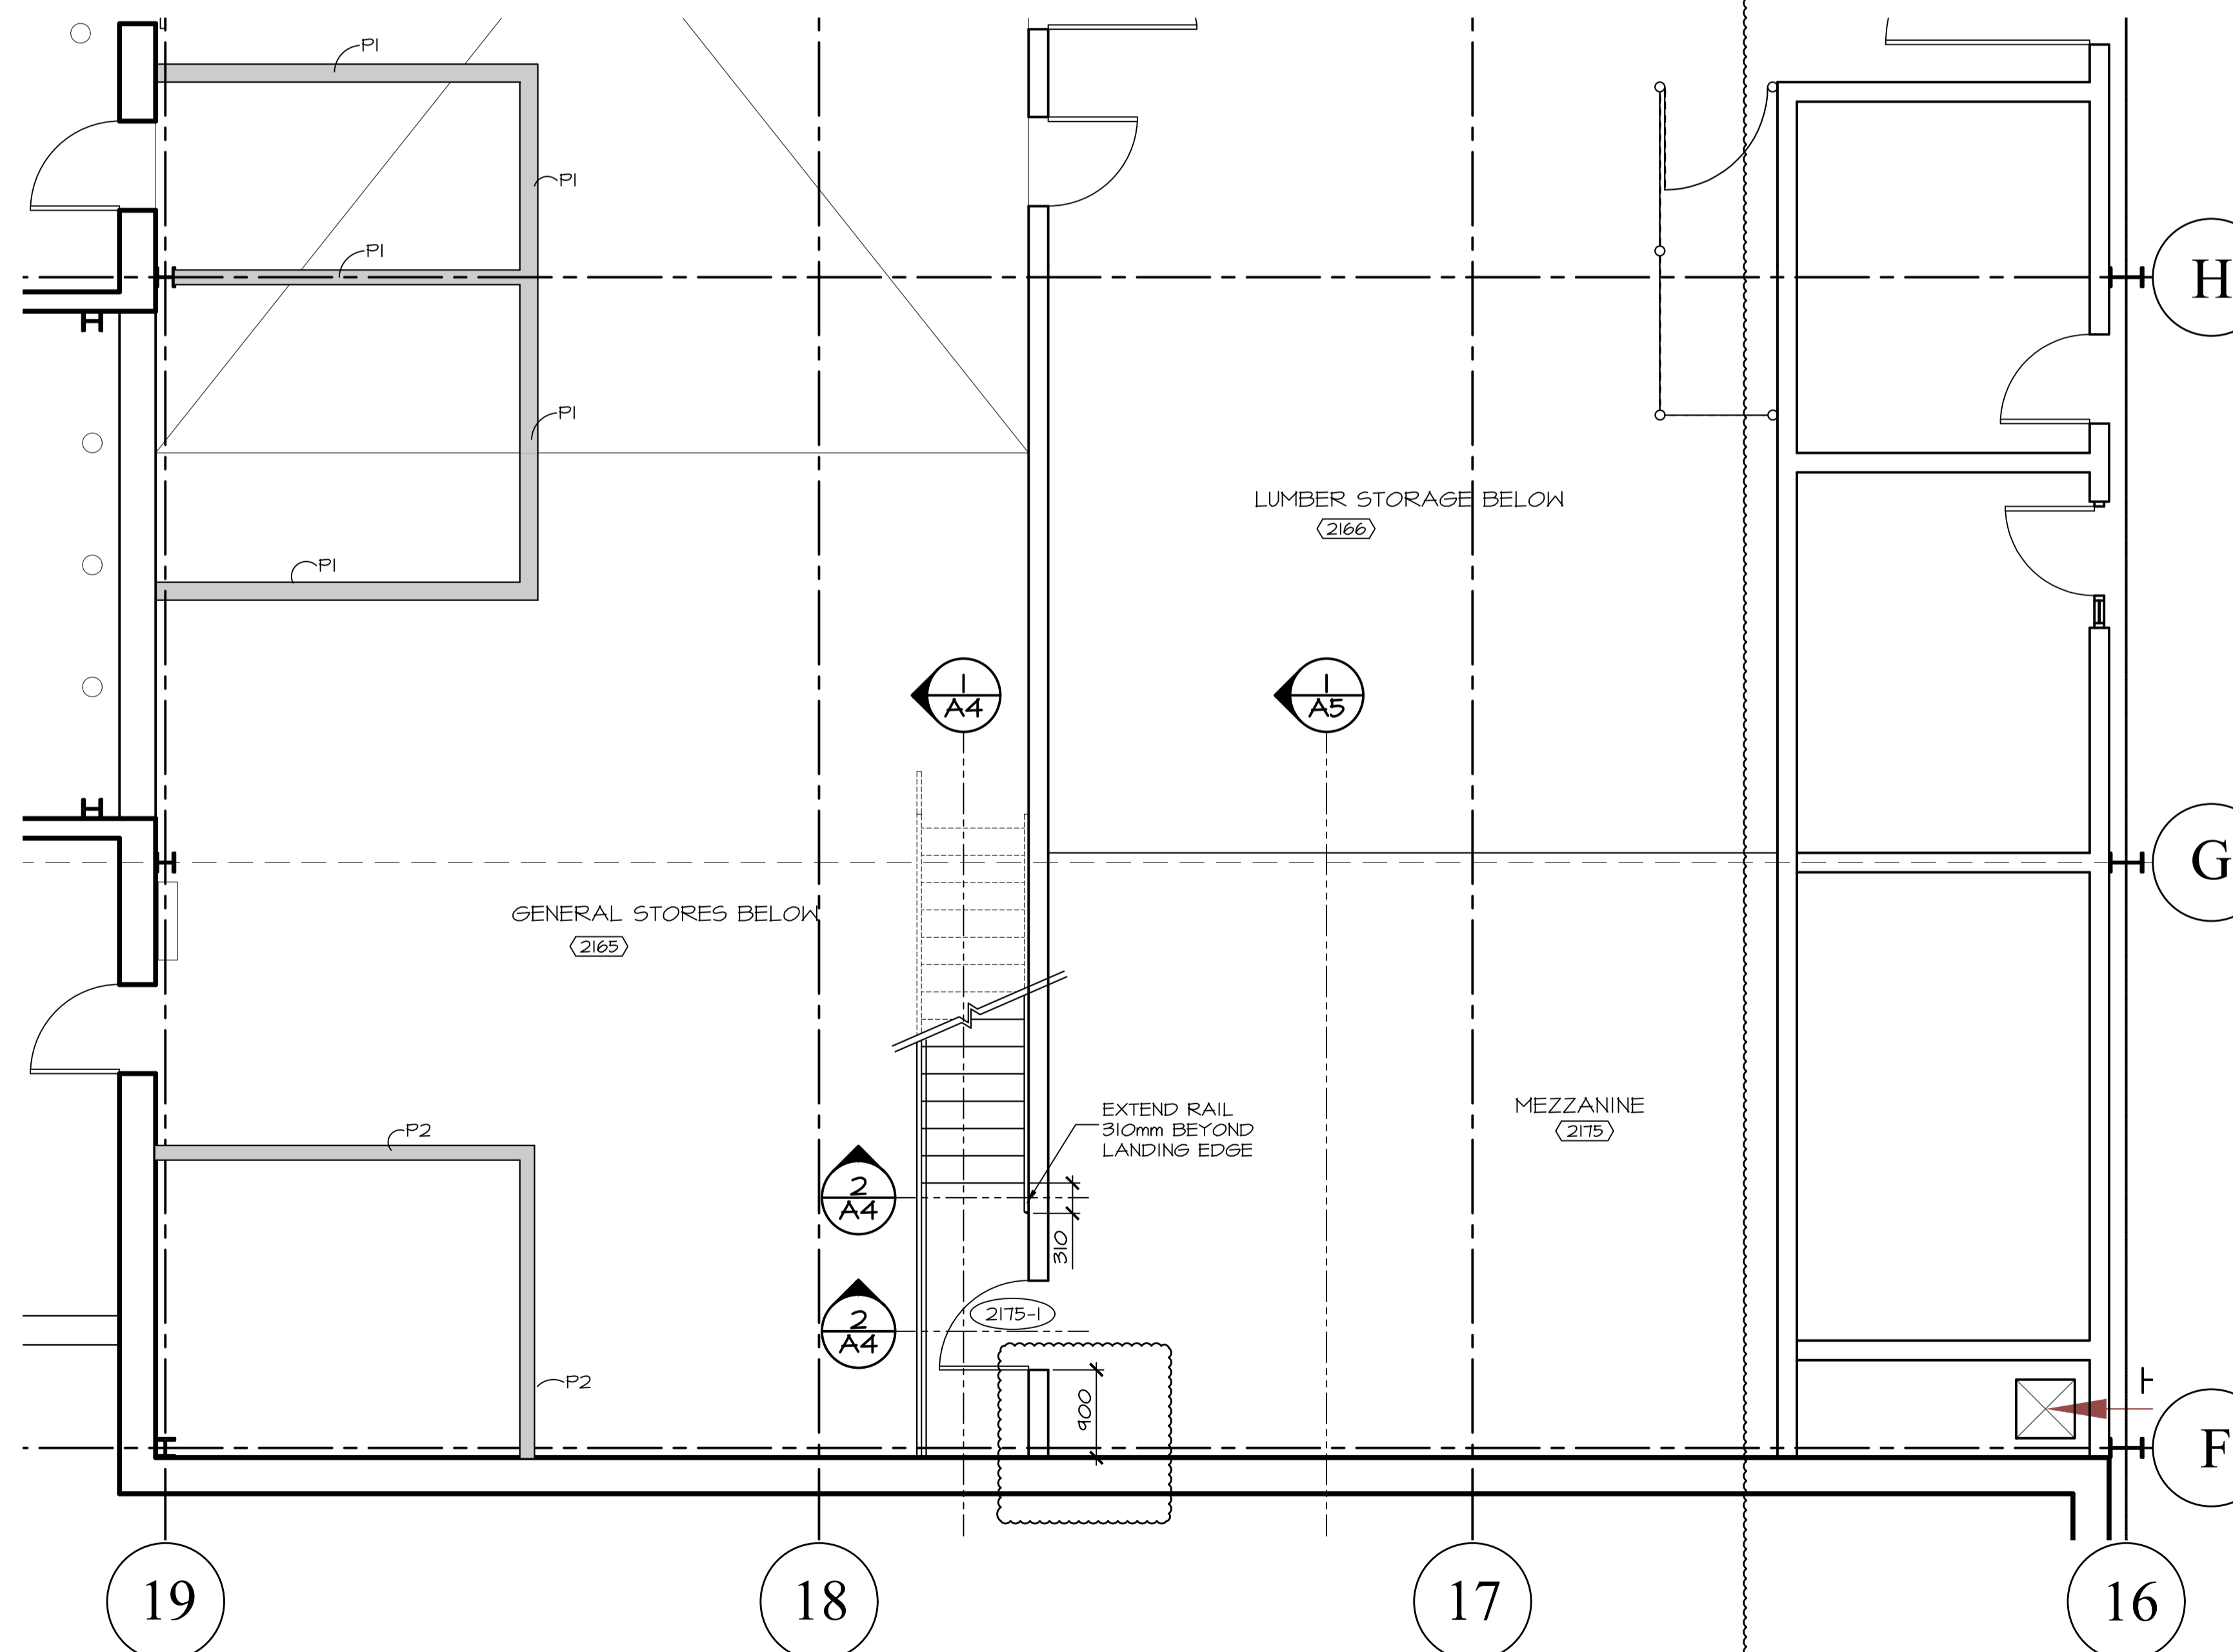 P1
P1
P1
H
P1
LUMBER STORAGE BELOW
2166
P1
1
A4
1
A5
G
GENERAL STORES BELOW
2165
EXTEND RAIL
310mm BEYOND
LANDING EDGE
MEZZANINE
2175
P2
2
A4
310
2175-1
2
A4
P2
900
F
19
18
17
16